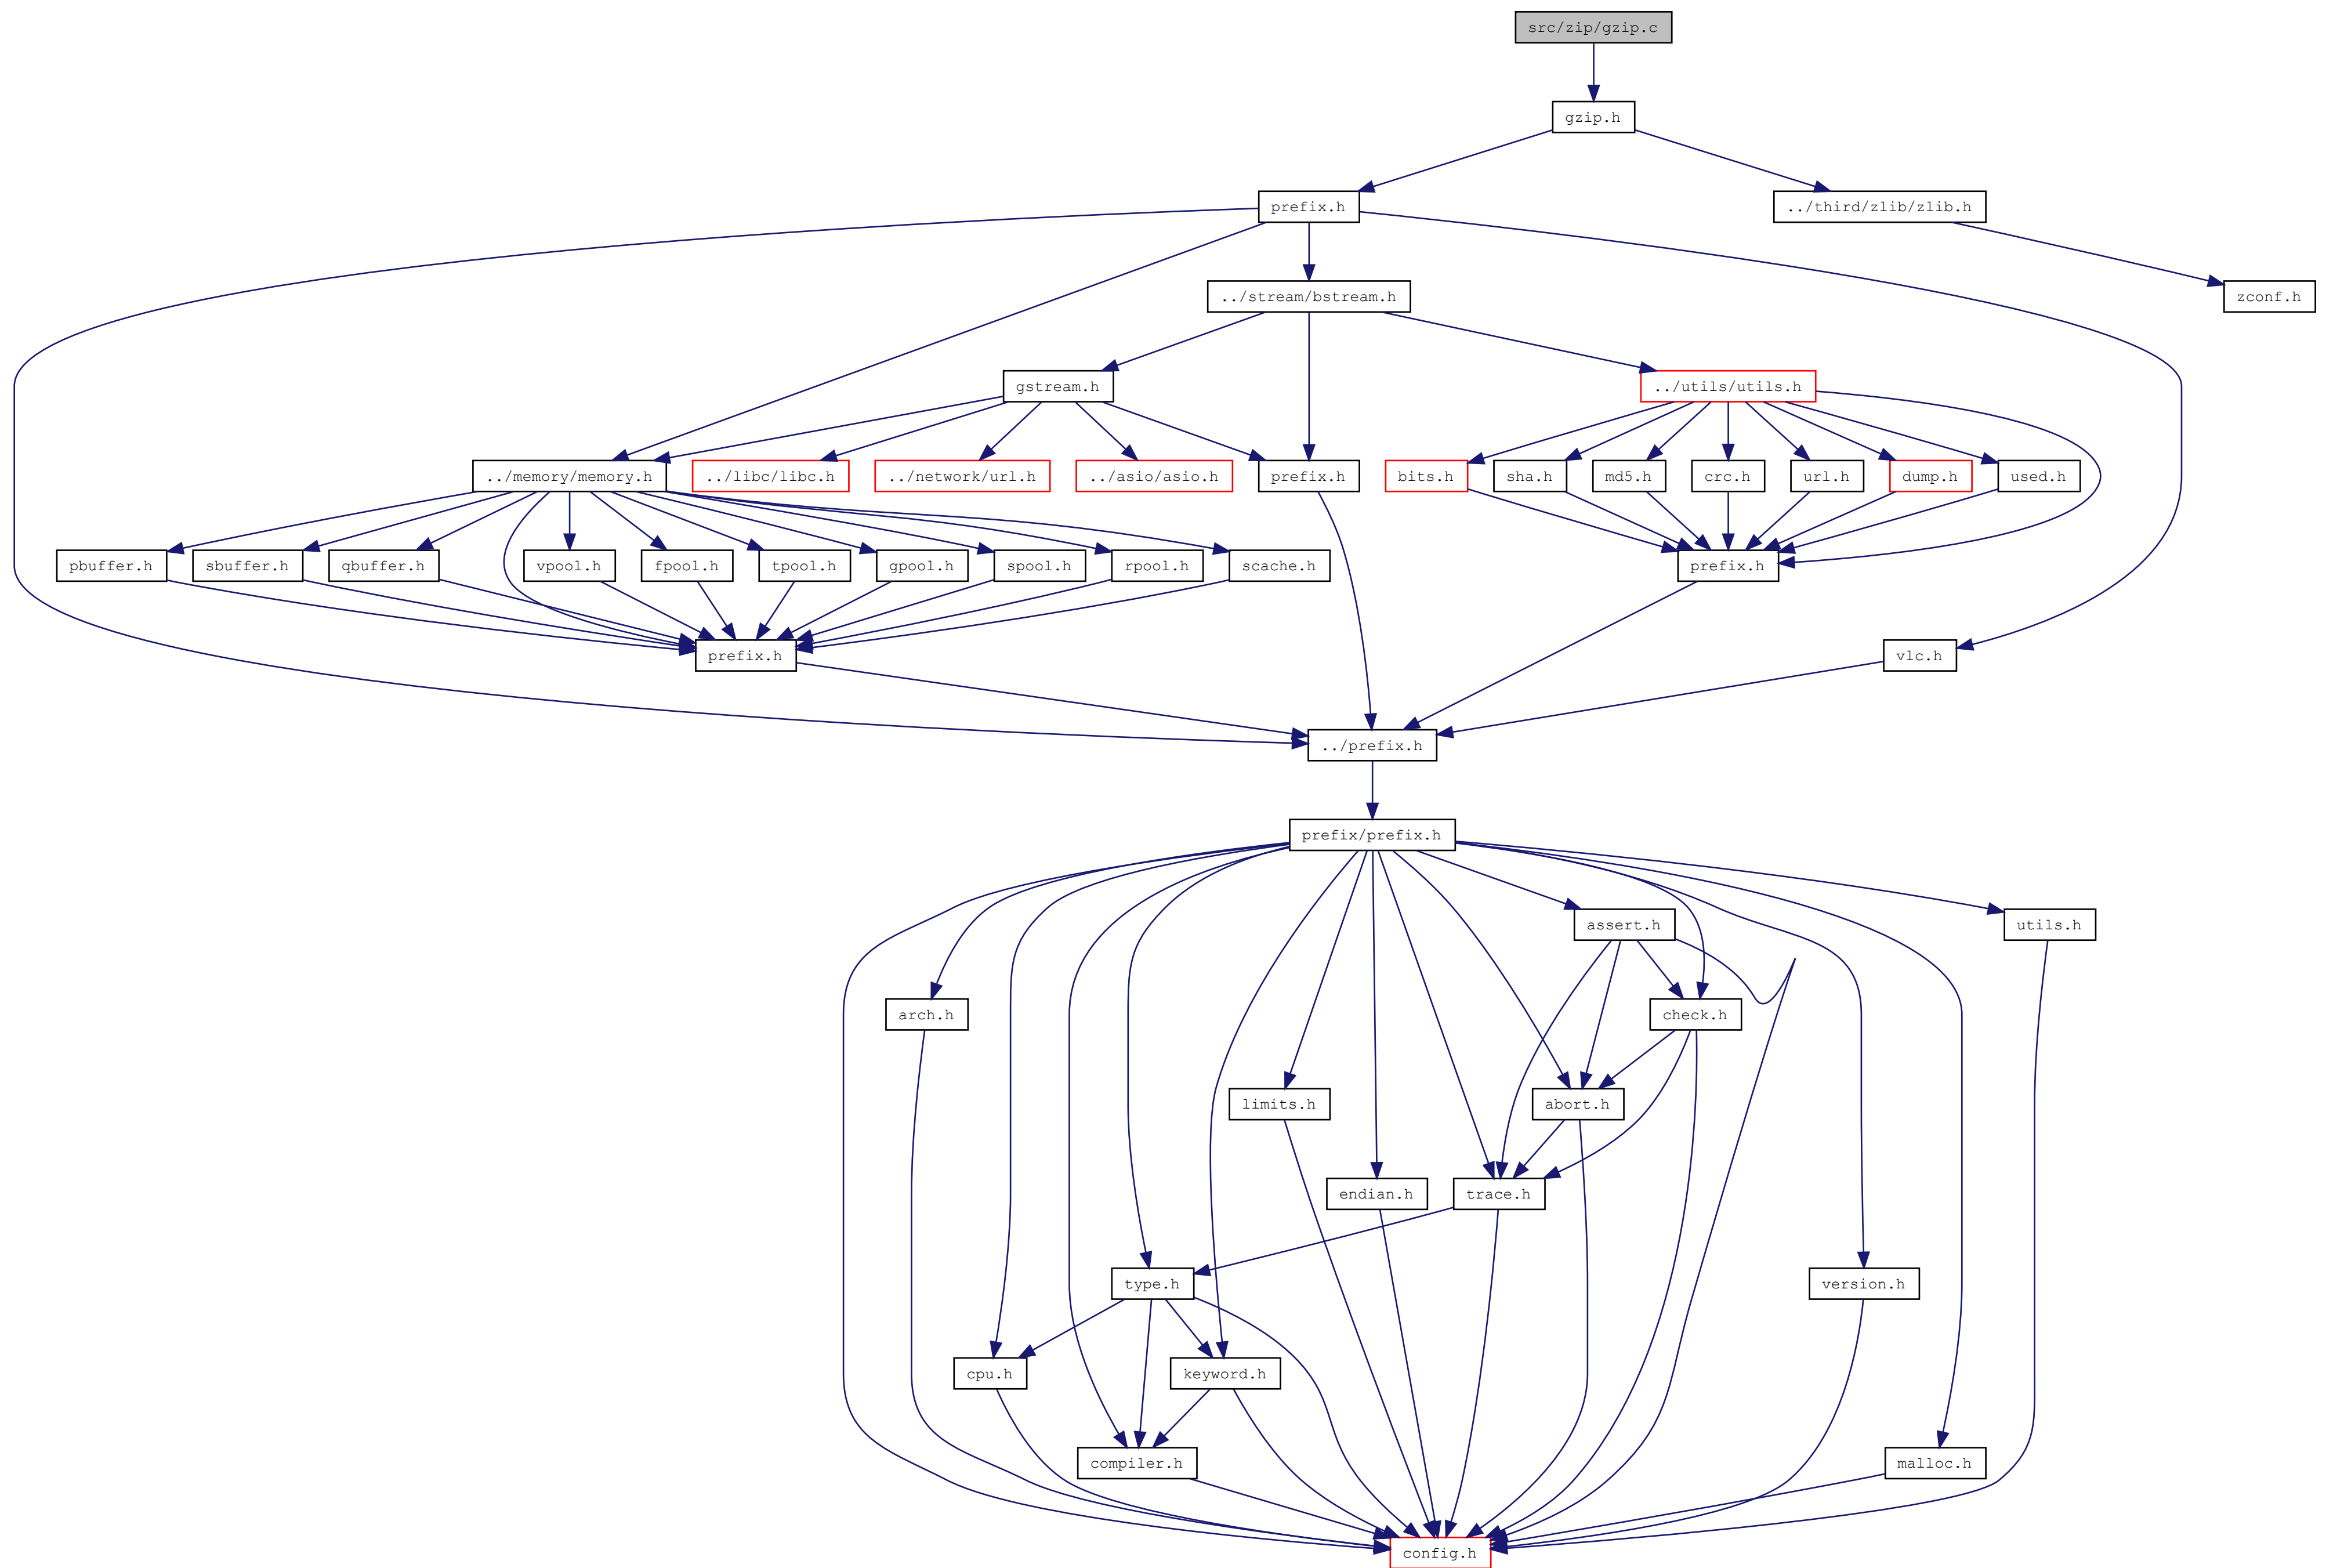 src/zip/gzip.c
gzip.h
prefix.h
../third/zlib/zlib.h
../stream/bstream.h
zconf.h
gstream.h
../utils/utils.h
../memory/memory.h
../libc/libc.h
../network/url.h
../asio/asio.h
prefix.h
bits.h
sha.h
md5.h
crc.h
url.h
dump.h
used.h
pbuffer.h
sbuffer.h
qbuffer.h
vpool.h
fpool.h
tpool.h
gpool.h
spool.h
rpool.h
scache.h
prefix.h
prefix.h
vlc.h
../prefix.h
prefix/prefix.h
assert.h
utils.h
arch.h
check.h
limits.h
abort.h
endian.h
trace.h
type.h
version.h
cpu.h
keyword.h
compiler.h
malloc.h
config.h